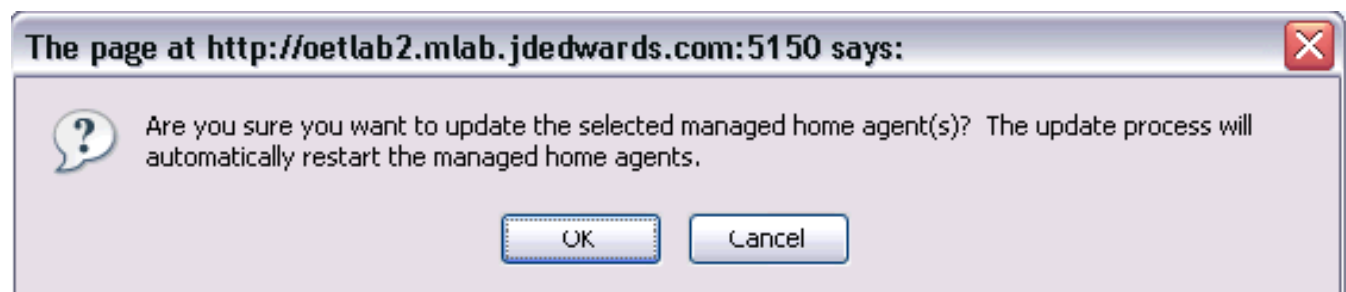 The page at http://oetlab2.mlab.jdedwards.com:5150 says:
Are you sure you want to update the selected managed home agent(s)?  The update process will
automatically restart the managed home agents.
OK
Cancel